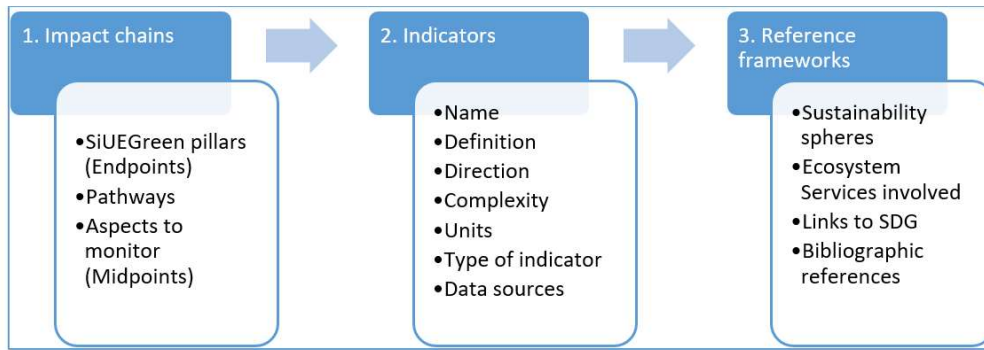 1. Impact chains
•SiUEGreen pillars
(Endpoints)
•Pathways
•Aspects to
monitor
(Midpoints)
2. Indicators
•Name
•Definition
•Direction
•Complexity
•Units
•Type of indicator
•Data sources
3. Reference
frameworks
•Sustainability
spheres
•Ecosystem
Services involved
•Links to SDG
•Bibliographic
references